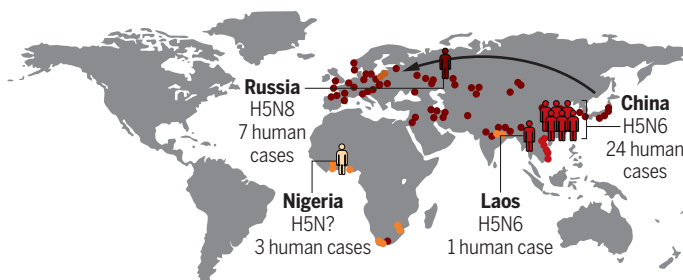 Russia
H5N8
7 human
cases
China
H5N6
24 human
cases
Nigeria
H5N?
3 human cases
Laos
H5N6
1 human case